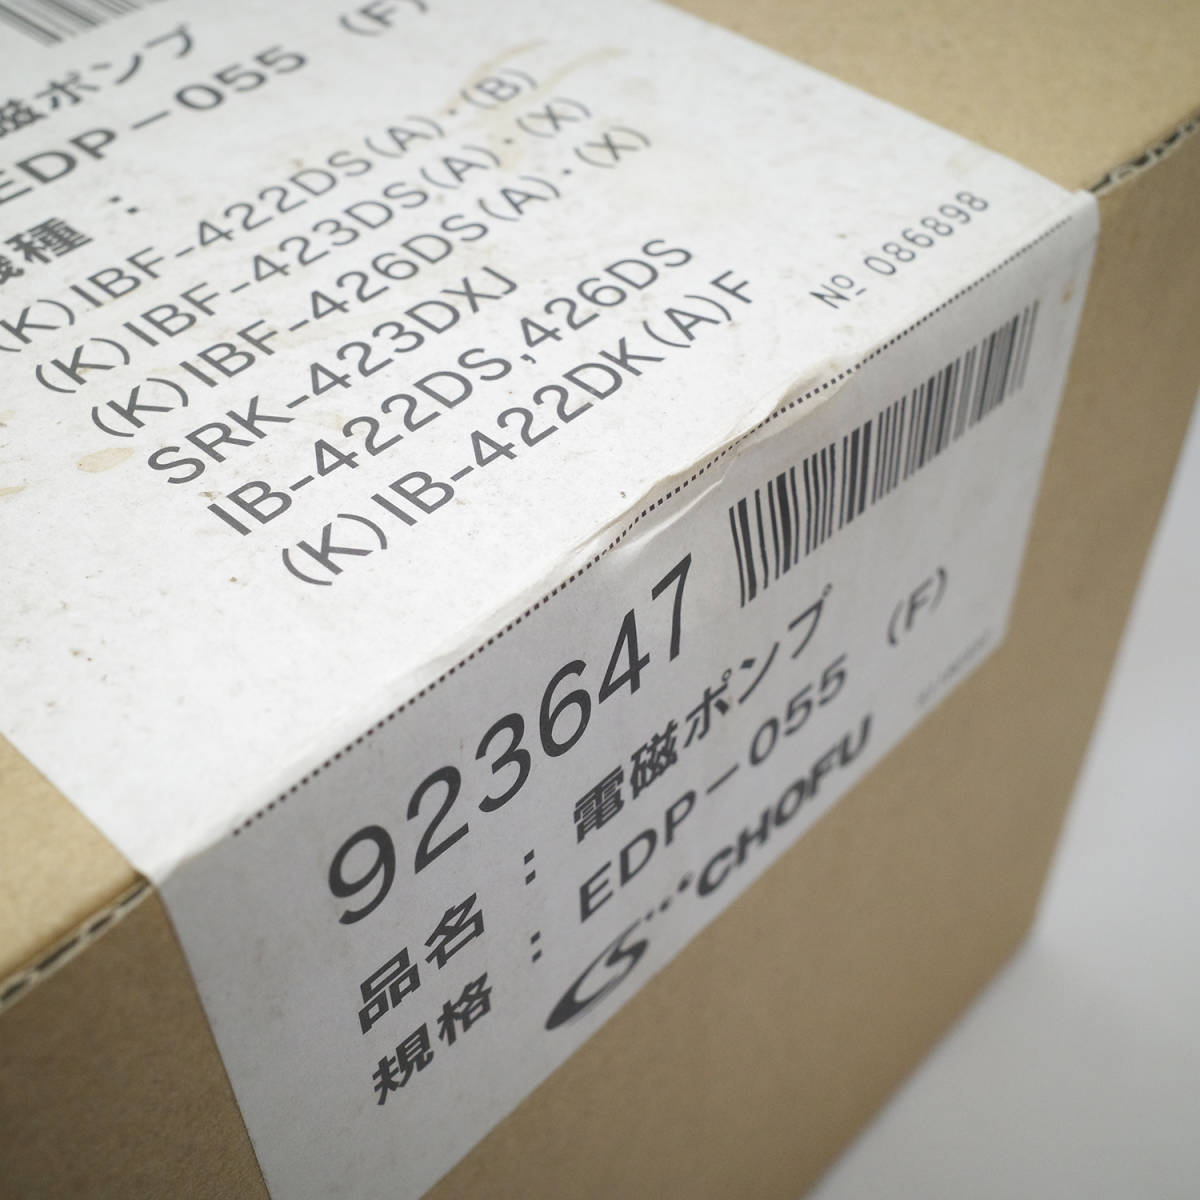 磁ポンプ
EDP-055 (F)
機種：
(K)IBF-422DS(A)・(B)
(K)IBF-423DS(A)・(X)
(K)IBF-426DS(A)・(X)
SRK-423DXJ
IB-422DS,426DS
(K)IB-422DK(A)F
№ 086898
923647
品名：電磁ポンプ
規格：EDP-055 (F)
CHOFU